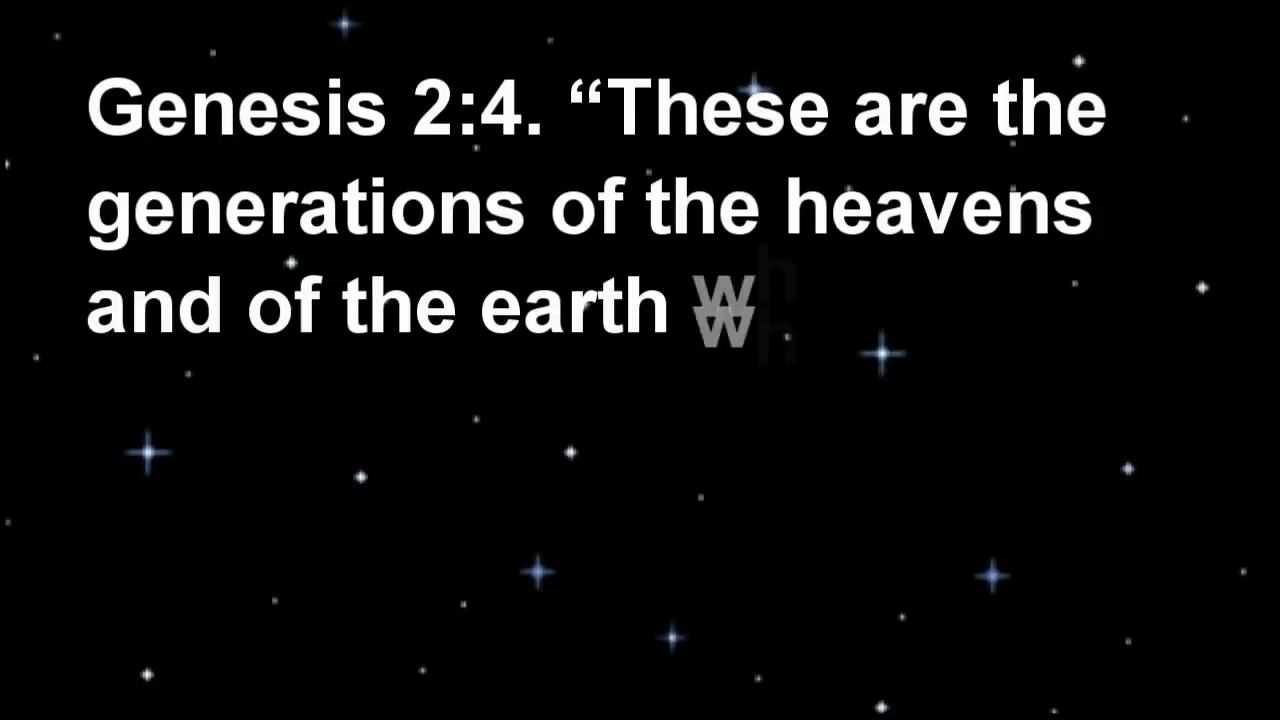 Genesis 2:4. “These are the
generations of the heavens
and of the earth